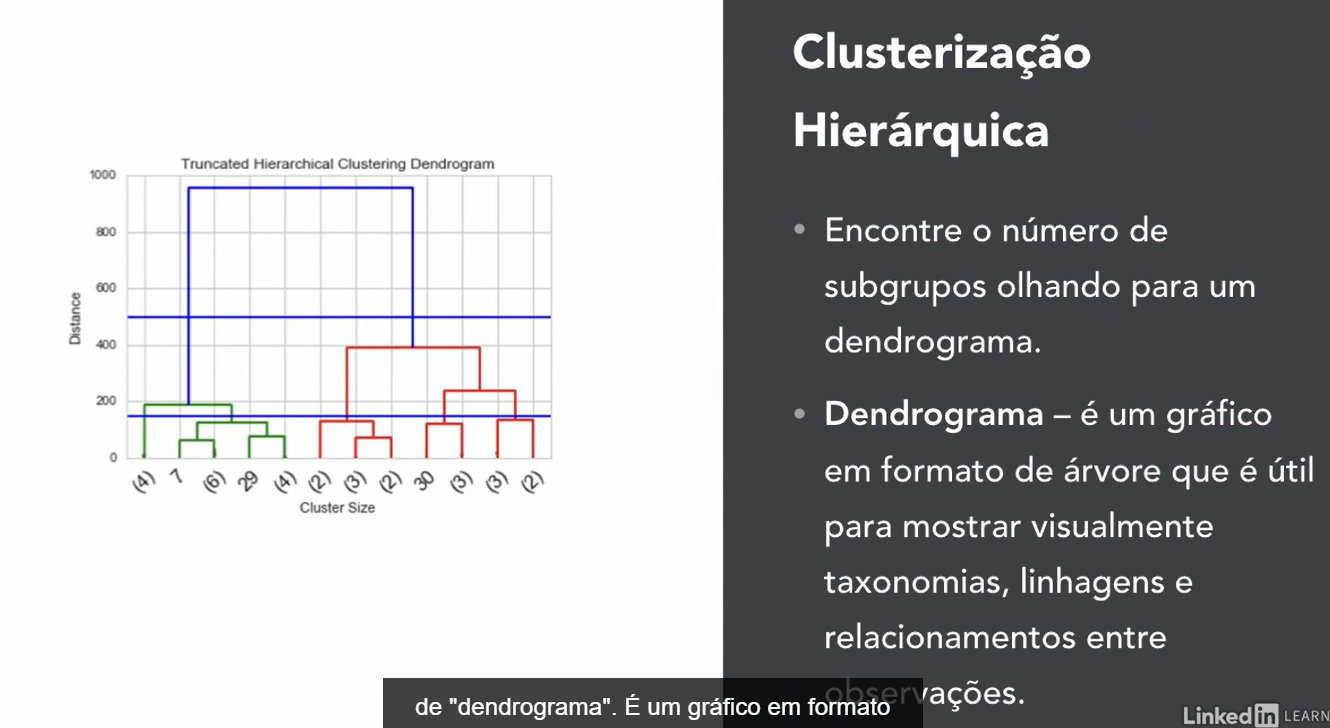 Truncated Hierarchical Clustering Dendrogram
1000
800
600
400
200
0
Distance
(4) 7 (6) 29 (4) (2) (3) (2) 30 (3) (3) (2)
Cluster Size
Clusterização
Hierárquica
• Encontre o número de
subgrupos olhando para um
dendrograma.
• Dendrograma – é um gráfico
em formato de árvore que é útil
para mostrar visualmente
taxonomias, linhagens e
relacionamentos entre
observações.
de "dendrograma". É um gráfico em formato
Linked in LEARN